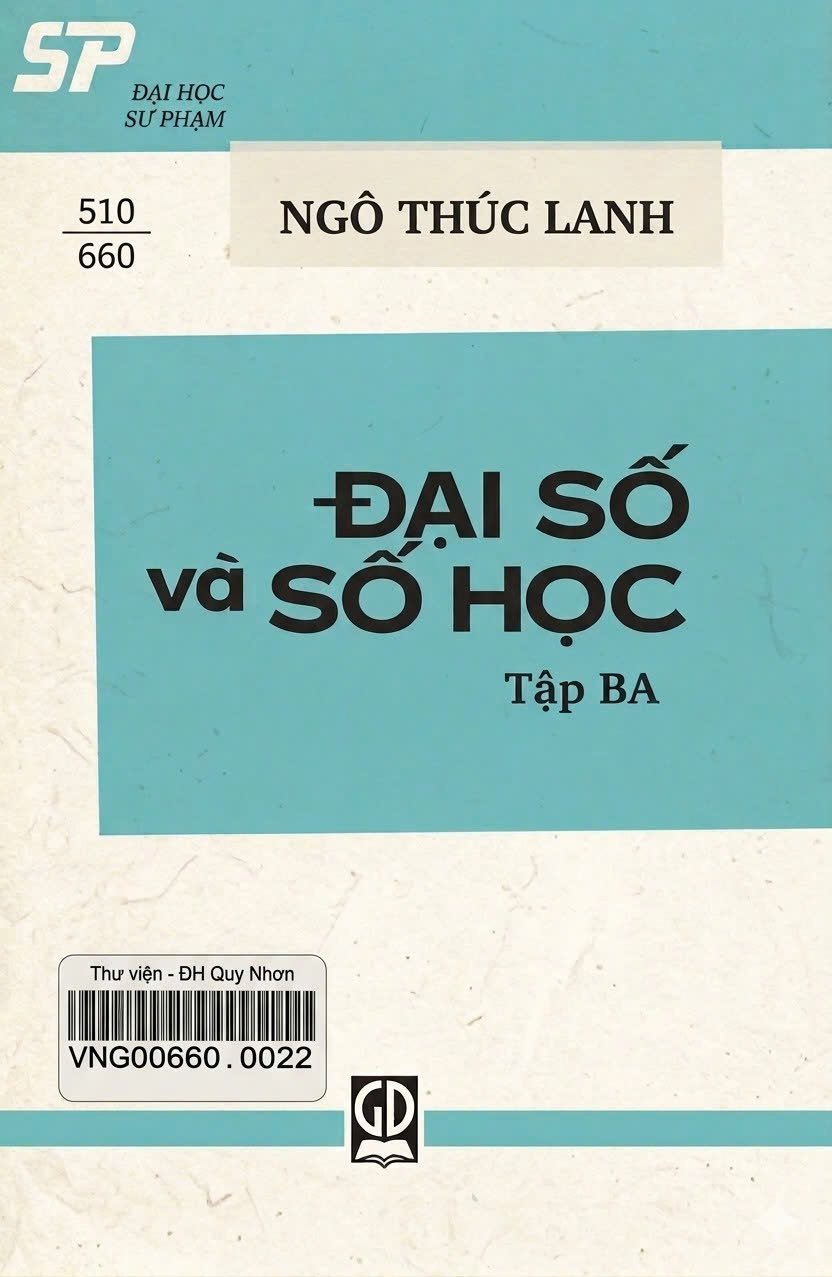 SP
ĐẠI HỌC
SƯ PHẠM
510
660
NGÔ THÚC LANH
ĐẠI SỐ
và SỐ HỌC
Tập BA
Thư viện - ĐH Quy Nhơn
VNG00660.0022
GD